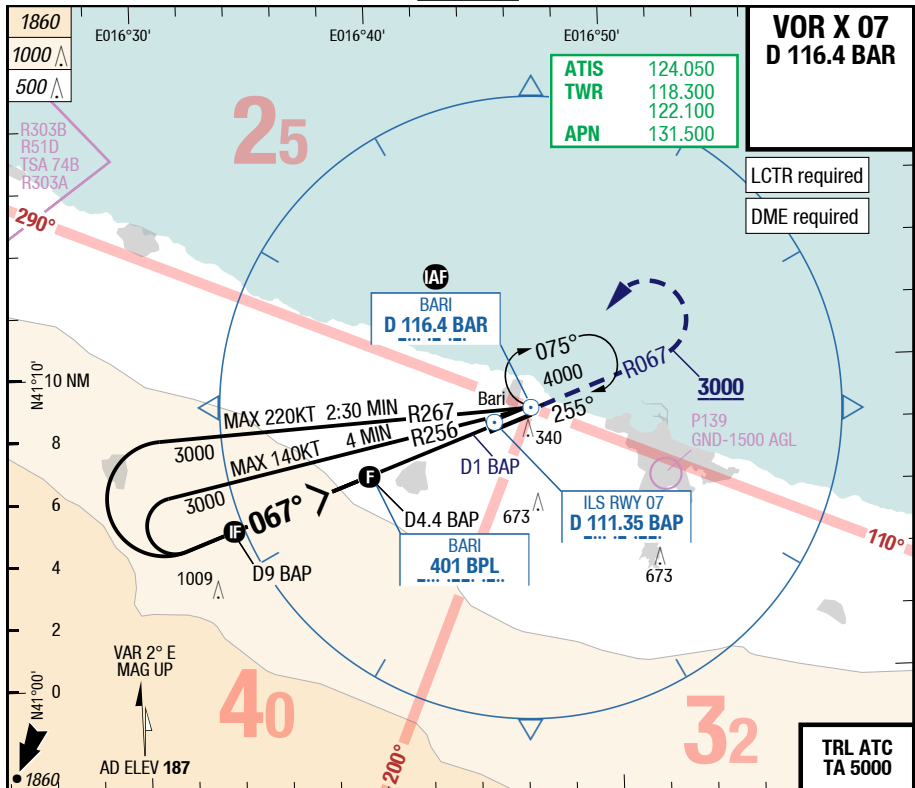 1860
1000
500
E016°30'
E016°40'
E016°50'
VOR X 07
D 116.4 BAR
ATIS 124.050
TWR 118.300
122.100
APN 131.500
LCTR required
DME required
R303B
R51D
TSA 74B
R303A
25
290°
IAF
BARI
D 116.4 BAR
075°
4000
R067
3000
255°
Bari
340
P139
GND-1500 AGL
N41°10'
10 NM
8
6
4
2
0
MAX 220KT 2:30 MIN R267
3000
MAX 140KT 4 MIN R256
3000
D1 BAP
067°
F
IF
D4.4 BAP
D9 BAP
673
ILS RWY 07
D 111.35 BAP
BARI
401 BPL
673
110°
1009
VAR 2° E
MAG UP
N41°00'
40
32
200°
AD ELEV 187
1860
TRL ATC
TA 5000